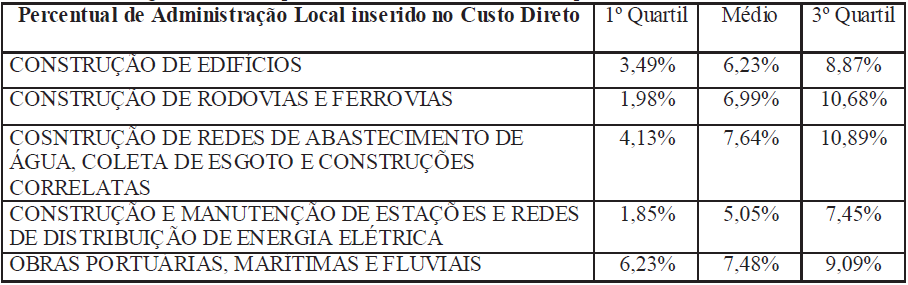 Percentual de Administração Local inserido no Custo Direto 1º Quartil Médio 3º Quartil
CONSTRUÇÃO DE EDIFÍCIOS 3,49% 6,23% 8,87%
CONSTRUÇÃO DE RODOVIAS E FERROVIAS 1,98% 6,99% 10,68%
COSNTRUÇÃO DE REDES DE ABASTECIMENTO DE 4,13% 7,64% 10,89%
ÁGUA, COLETA DE ESGOTO E CONSTRUÇÕES
CORRELATAS
CONSTRUÇÃO E MANUTENÇÃO DE ESTAÇÕES E REDES 1,85% 5,05% 7,45%
DE DISTRIBUIÇÃO DE ENERGIA ELÉTRICA
OBRAS PORTUÁRIAS, MARÍTIMAS E FLUVIAIS 6,23% 7,48% 9,09%